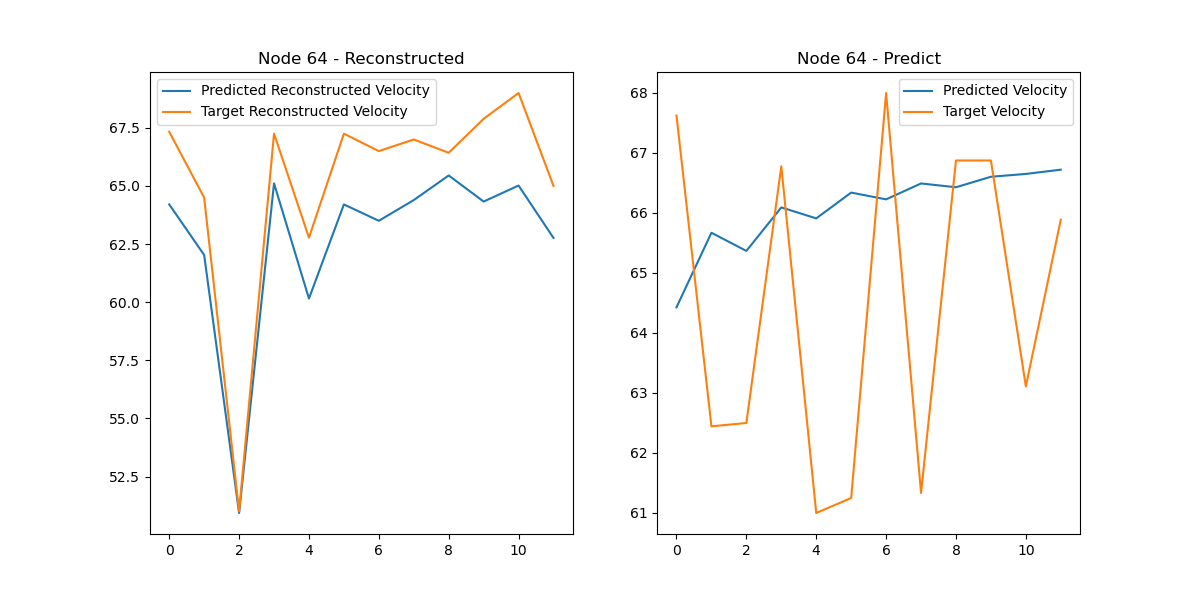 Node 64 - Reconstructed
Predicted Reconstructed Velocity
Target Reconstructed Velocity
67.5
65.0
62.5
60.0
57.5
55.0
52.5
0 2 4 6 8 10
Node 64 - Predict
Predicted Velocity
Target Velocity
68
67
66
65
64
63
62
61
0 2 4 6 8 10